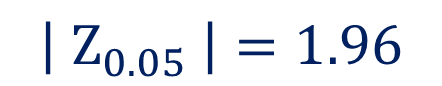 | Z₀.₀₅ | = 1.96